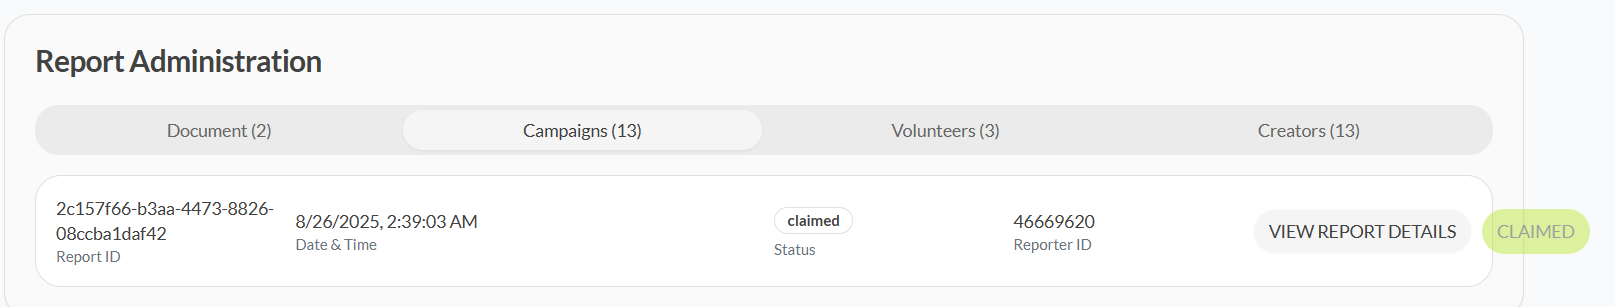 Report Administration
Document (2)
Campaigns (13)
Volunteers (3)
Creators (13)
2c157f66-b3aa-4473-8826-
08ccba1daf42
Report ID
8/26/2025, 2:39:03 AM
Date & Time
claimed
Status
46669620
Reporter ID
VIEW REPORT DETAILS
CLAIMED